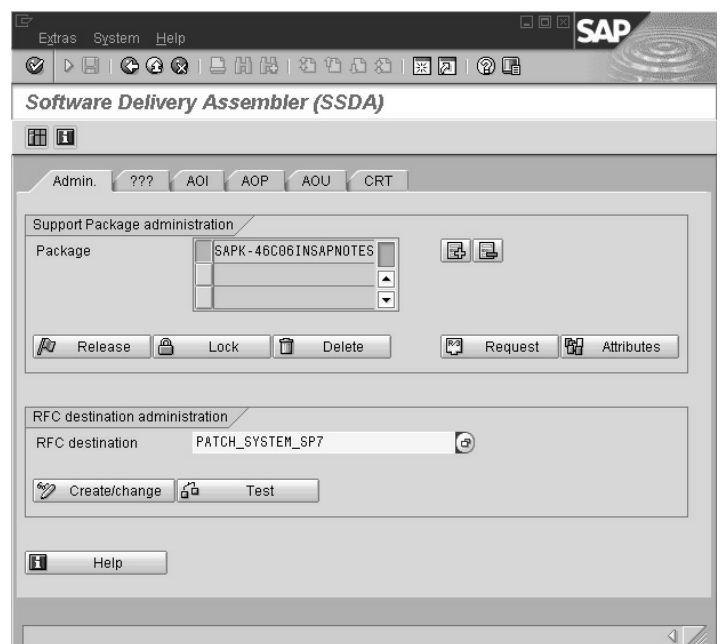 SAP
Extras System Help
Software Delivery Assembler (SSDA)
Admin. ??? AOI AOP AOU CRT
Support Package administration
Package SAPK-46C06INSAPNOTES
Release Lock Delete Request Attributes
RFC destination administration
RFC destination PATCH_SYSTEM_SP7
Create/change Test
Help